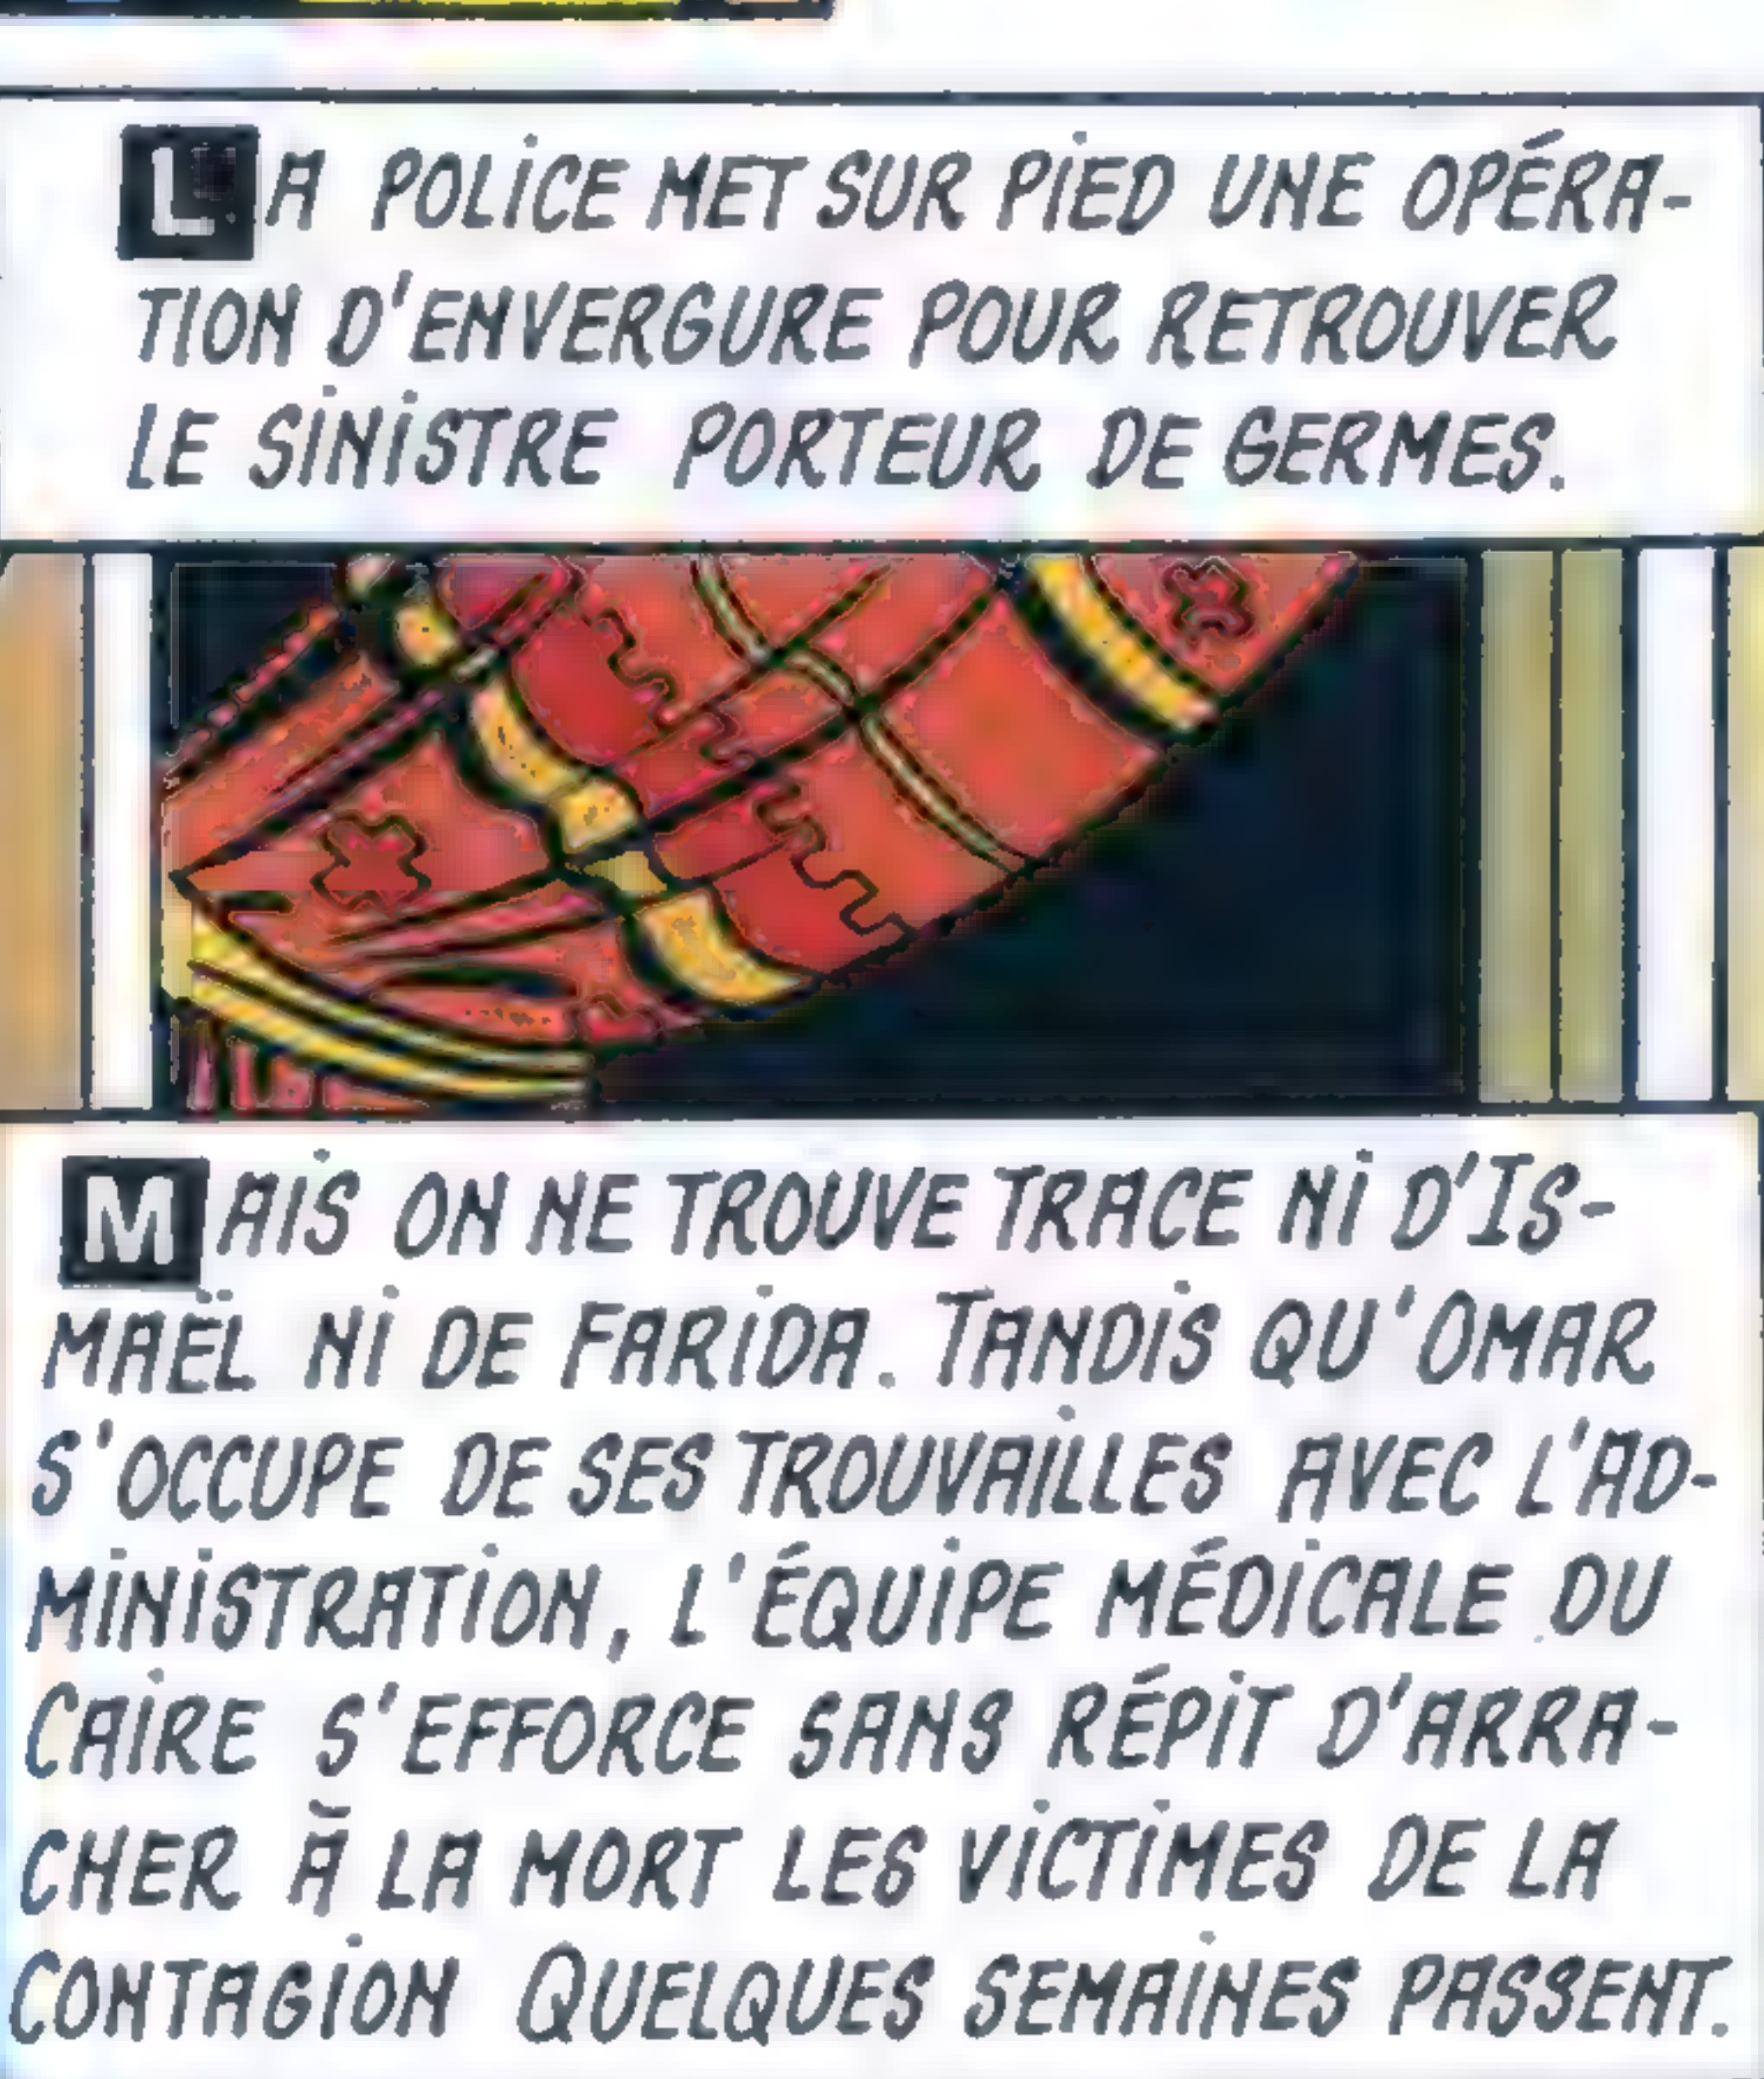 LA POLICE MET SUR PIED UNE OPÉRA-
TION D'ENVERGURE POUR RETROUVER
LE SINISTRE PORTEUR DE GERMES.
MAIS ON NE TROUVE TRACE NI D'IS-
MAËL NI DE FARIDA. TANDIS QU'OMAR
S'OCCUPE DE SES TROUVAILLES AVEC L'AD-
MINISTRATION, L'ÉQUIPE MÉDICALE DU
CAIRE S'EFFORCE SANS RÉPIT D'ARRA-
CHER À LA MORT LES VICTIMES DE LA
CONTAGION QUELQUES SEMAINES PASSENT.